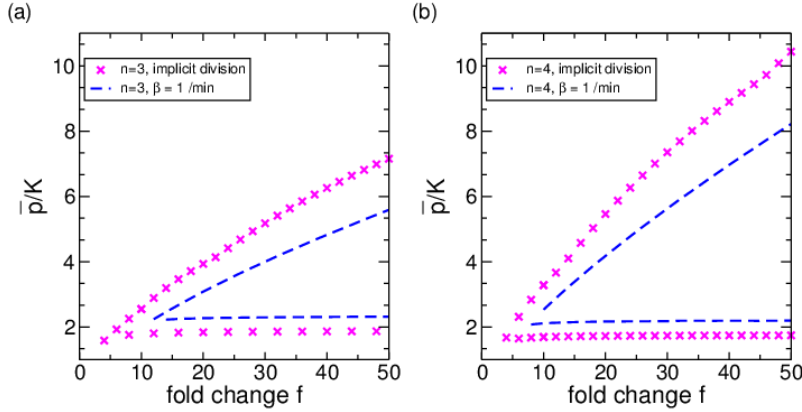 (a)
(b)
10
8
6
4
2
p̅/K
n=3, implicit division
n=3, β = 1 /min
0 10 20 30 40 50
fold change f
10
8
6
4
2
p̅/K
n=4, implicit division
n=4, β = 1 /min
0 10 20 30 40 50
fold change f